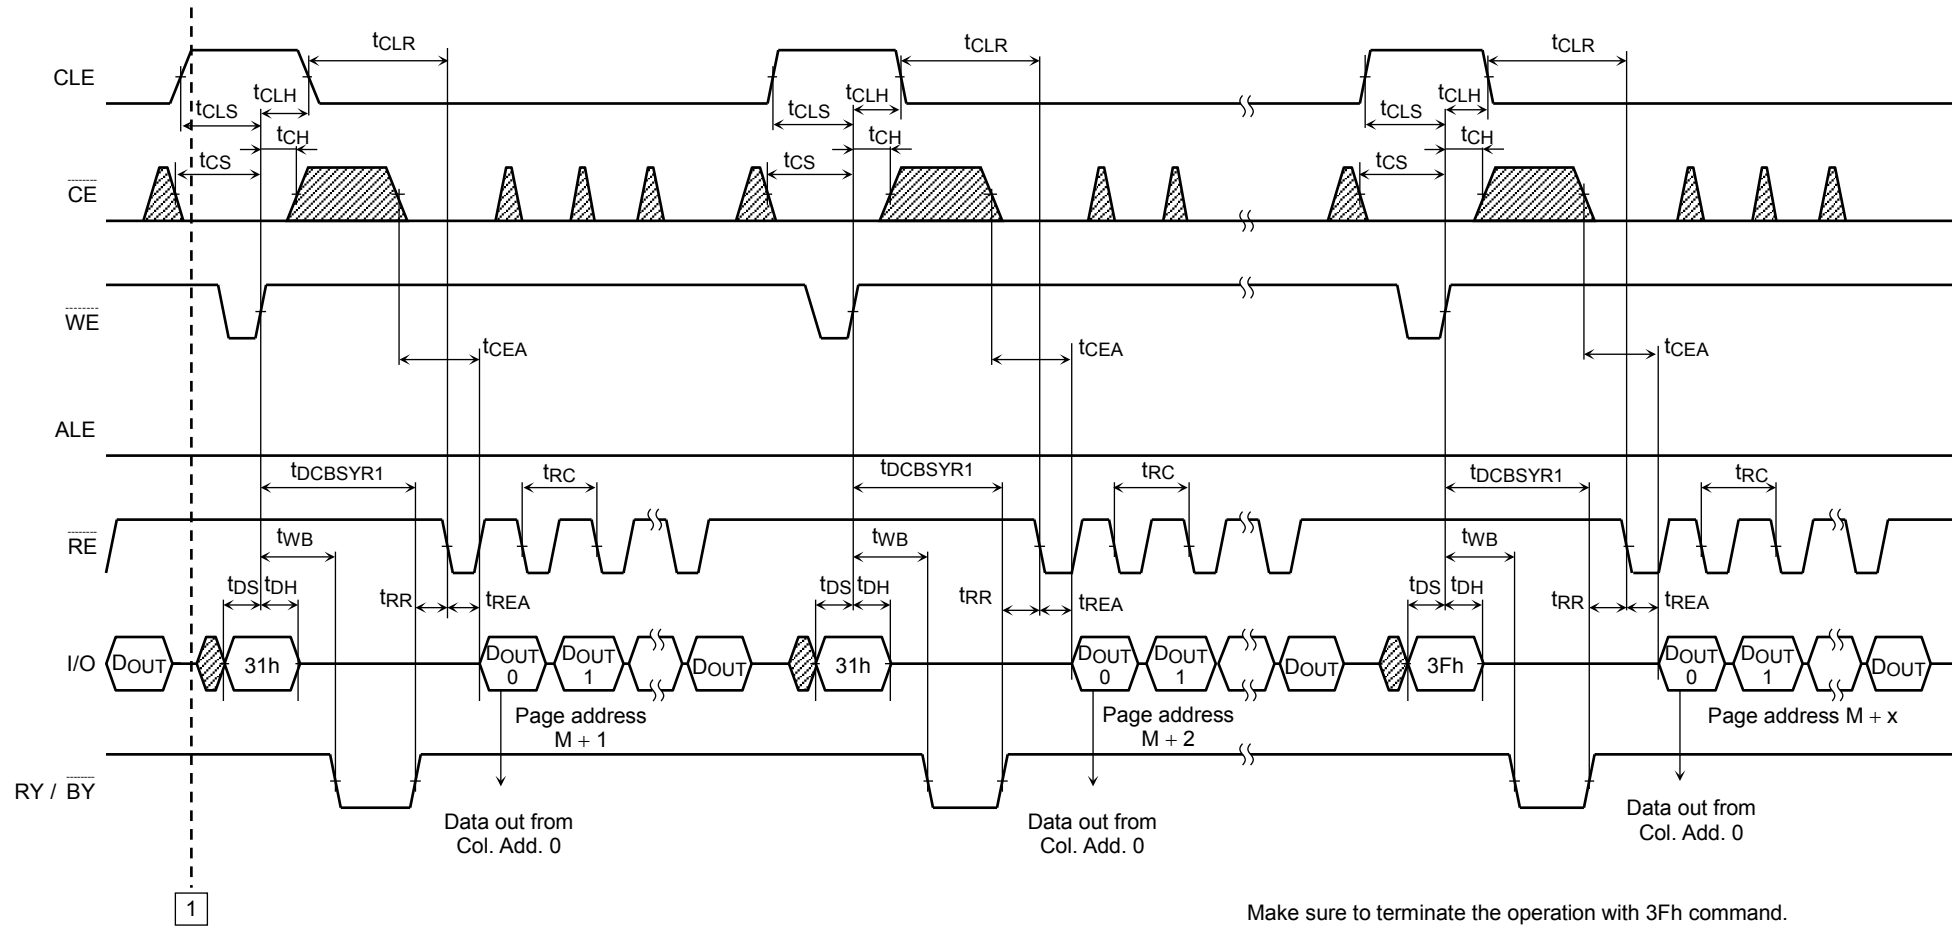 tCLR tCLR tCLR
CLE
tCLH tCLH tCLH
tCLS tCLS tCLS
tCH tCH tCH
tCS tCS tCS
CE
WE
tCEA tCEA tCEA
ALE
tDCBSYR1 tRC tDCBSYR1 tRC tDCBSYR1 tRC
RE
tWB tWB tWB
tDS tDH tDS tDH tDS tDH
tRR tREA tRR tREA tRR tREA
I/O DOUT 31h DOUT 0 DOUT 1 DOUT 31h DOUT 0 DOUT 1 DOUT 3Fh DOUT 0 DOUT 1 DOUT
Page address Page address Page address M + x
M + 1 M + 2
RY / BY
Data out from Data out from Data out from
Col. Add. 0 Col. Add. 0 Col. Add. 0
1
Make sure to terminate the operation with 3Fh command.